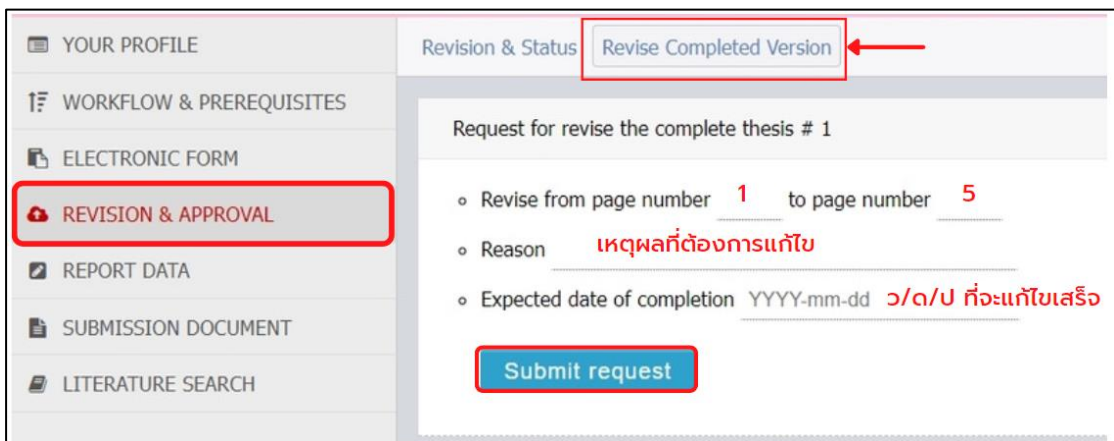 YOUR PROFILE
WORKFLOW & PREREQUISITES
ELECTRONIC FORM
REVISION & APPROVAL
REPORT DATA
SUBMISSION DOCUMENT
LITERATURE SEARCH
Revision & Status Revise Completed Version
Request for revise the complete thesis # 1
Revise from page number 1 to page number 5
Reason เหตุผลที่ต้องการแก้ไข
Expected date of completion YYYY-mm-dd ว/ด/ป ที่จะแก้ไขเสร็จ
Submit request